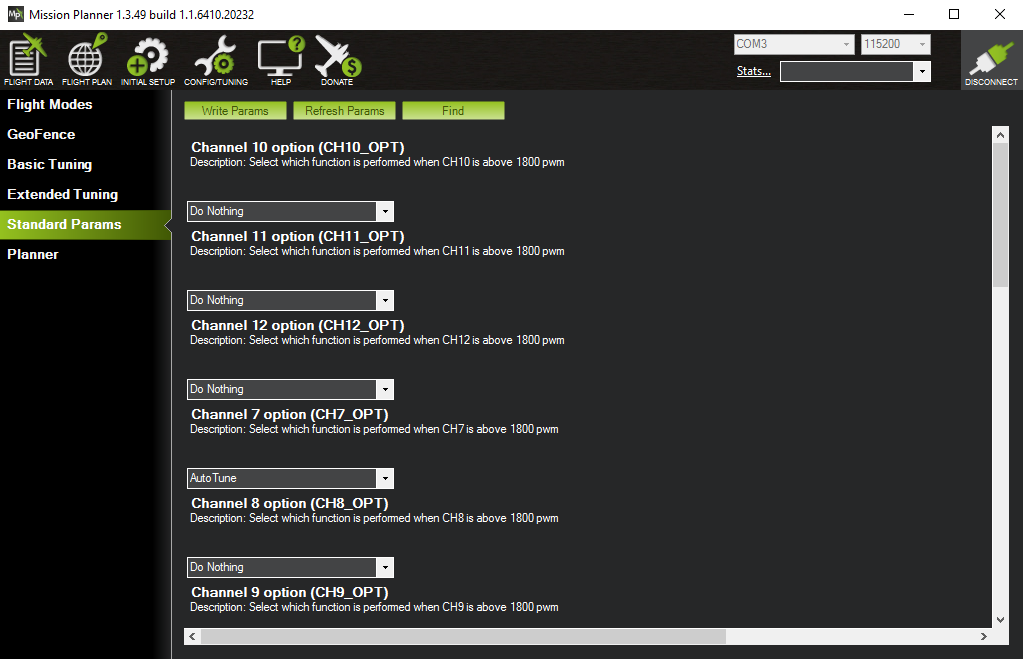 Mission Planner 1.3.49 build 1.1.6410.20232
COM3
115200
Stats...
FLIGHT DATA
FLIGHT PLAN
INITIAL SETUP
CONFIG/TUNING
HELP
DONATE
DISCONNECT
Flight Modes
GeoFence
Basic Tuning
Extended Tuning
Standard Params
Planner
Write Params
Refresh Params
Find
Channel 10 option (CH10_OPT)
Description: Select which function is performed when CH10 is above 1800 pwm
Do Nothing
Channel 11 option (CH11_OPT)
Description: Select which function is performed when CH11 is above 1800 pwm
Do Nothing
Channel 12 option (CH12_OPT)
Description: Select which function is performed when CH12 is above 1800 pwm
Do Nothing
Channel 7 option (CH7_OPT)
Description: Select which function is performed when CH7 is above 1800 pwm
AutoTune
Channel 8 option (CH8_OPT)
Description: Select which function is performed when CH8 is above 1800 pwm
Do Nothing
Channel 9 option (CH9_OPT)
Description: Select which function is performed when CH9 is above 1800 pwm